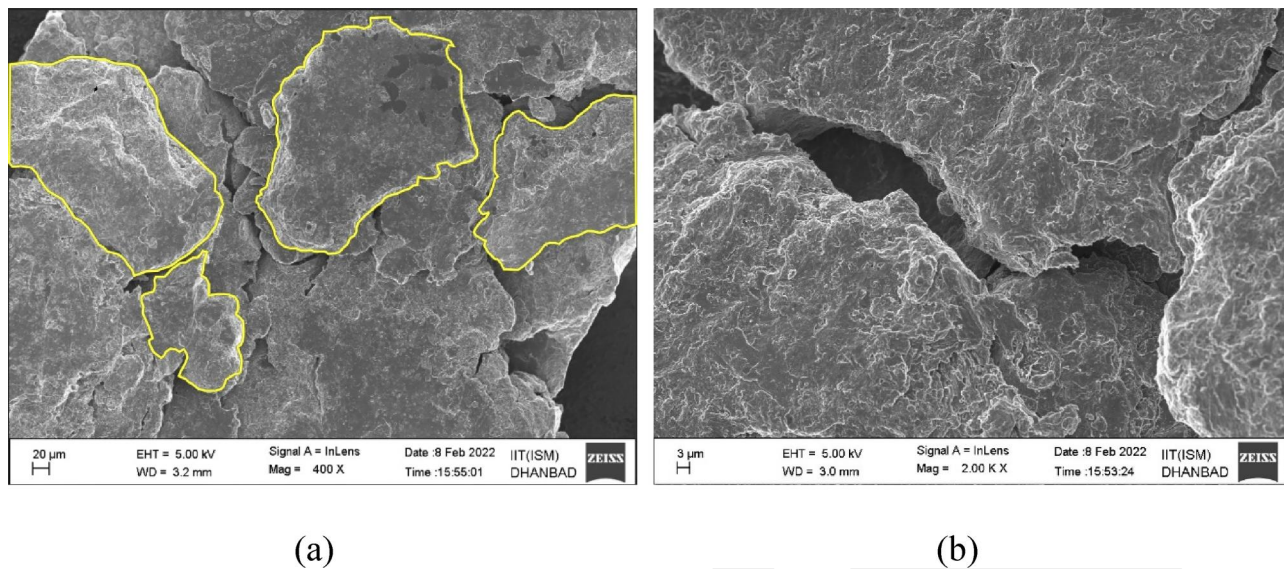 20 µm
EHT = 5.00 kV
WD = 3.2 mm
Signal A = InLens
Mag = 400 X
Date :8 Feb 2022
Time :15:55:01
IIT(ISM)
DHANBAD
ZEISS
3 µm
EHT = 5.00 kV
WD = 3.0 mm
Signal A = InLens
Mag = 2.00 K X
Date :8 Feb 2022
Time :15:53:24
IIT(ISM)
DHANBAD
ZEISS
(a)
(b)